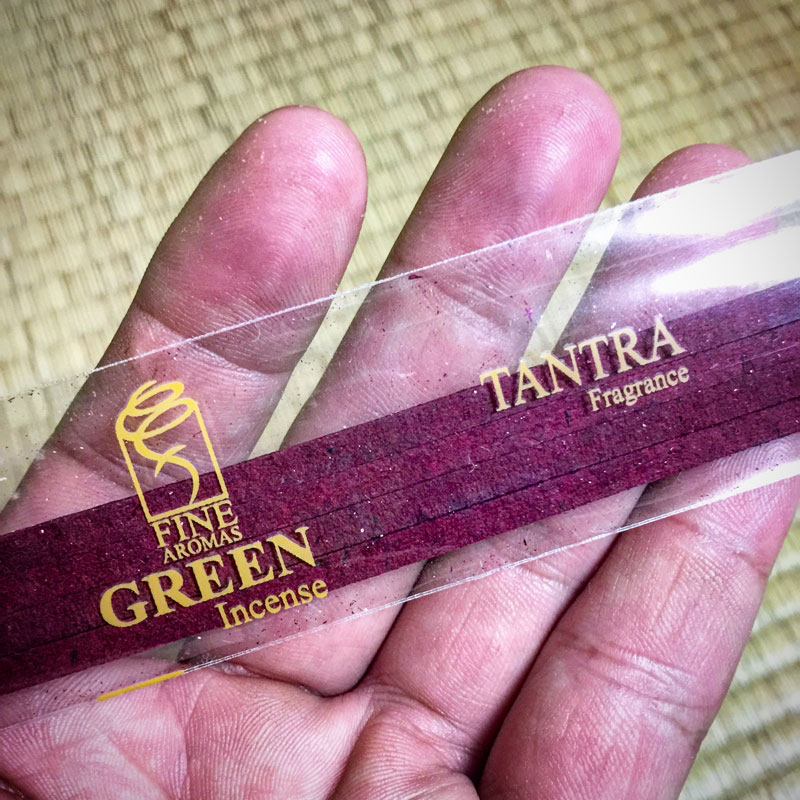 FINE
AROMAS
GREEN
Incense
TANTRA
Fragrance